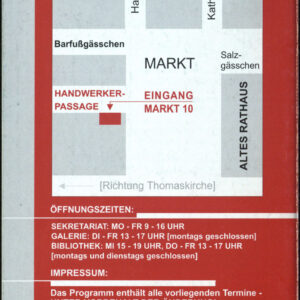 Ha
Kath
Barfußgässchen
MARKT
Salz-
gässchen
HANDWERKER-
PASSAGE
EINGANG
MARKT 10
ALTES RATHAUS
[Richtung Thomaskirche]
ÖFFNUNGSZEITEN:
SEKRETARIAT: MO - FR 9 - 16 UHR
GALERIE: DI - FR 13 - 17 UHR [montags geschlossen]
BIBLIOTHEK: MI 15 - 19 UHR, DO - FR 13 - 17 UHR
[montags und dienstags geschlossen]
IMPRESSUM:
Das Programm enthält alle vorliegenden Termine -